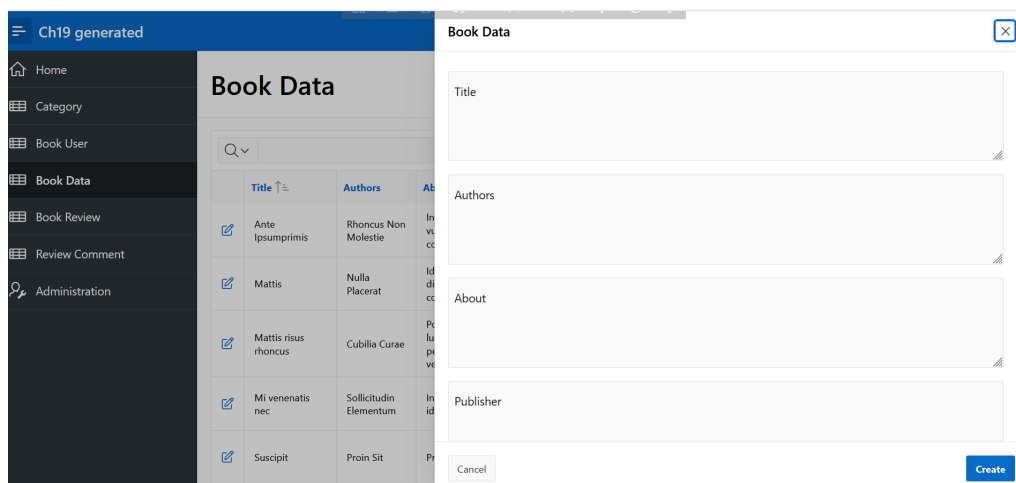 Ch19 generated
Home
Category
Book User
Book Data
Book Review
Review Comment
Administration
Book Data
Title
Authors
Ante
Ipsumprimis
Rhoncus Non
Molestie
Mattis
Nulla
Placerat
Mattis risus
rhoncus
Cubilia Curae
Mi venenatis
nec
Sollicitudin
Elementum
Suscipit
Proin Sit
Book Data
Title
Authors
About
Publisher
Cancel
Create